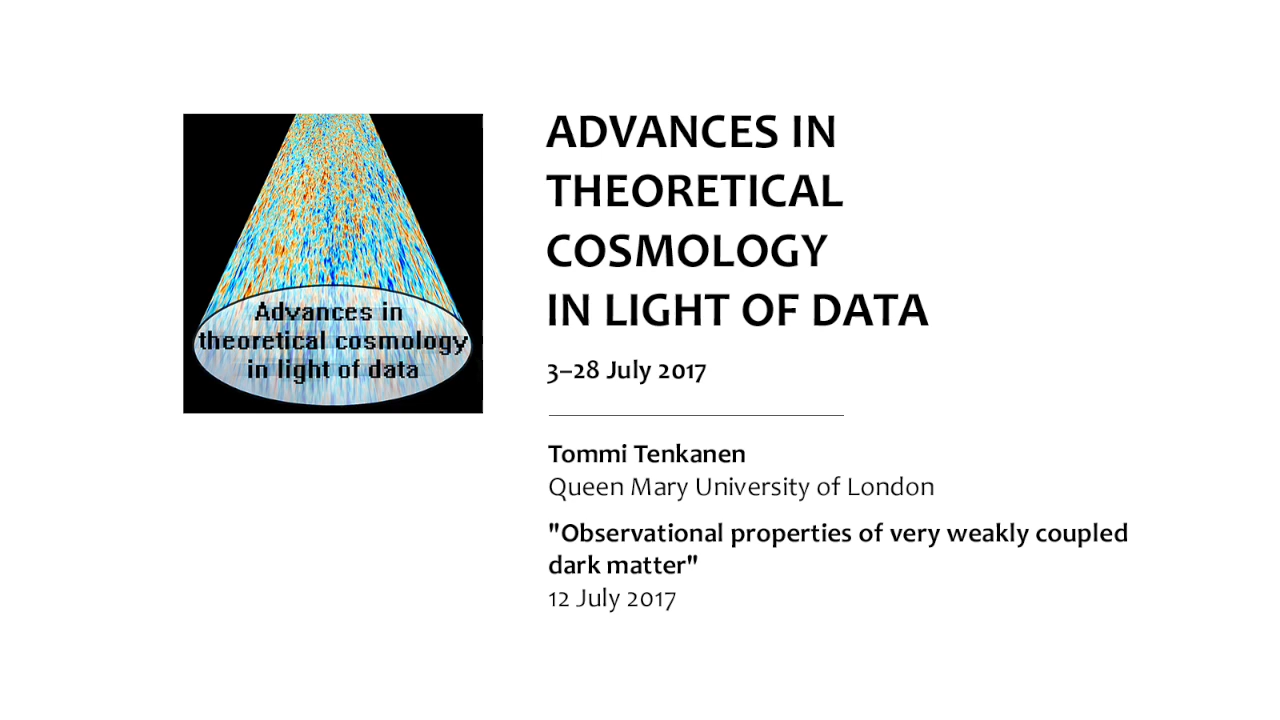 Advances in
theoretical cosmology
in light of data
ADVANCES IN
THEORETICAL
COSMOLOGY
IN LIGHT OF DATA
3–28 July 2017
Tommi Tenkanen
Queen Mary University of London
"Observational properties of very weakly coupled
dark matter"
12 July 2017